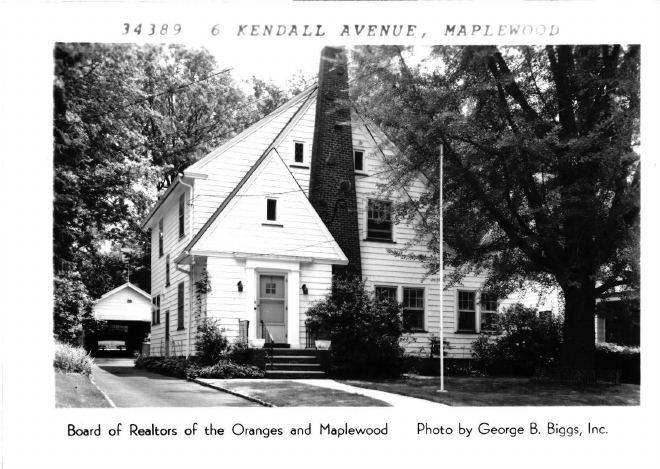 34389 6 KENDALL AVENUE, MAPLEWOOD
Board of Realtors of the Oranges and Maplewood Photo by George B. Biggs, Inc.